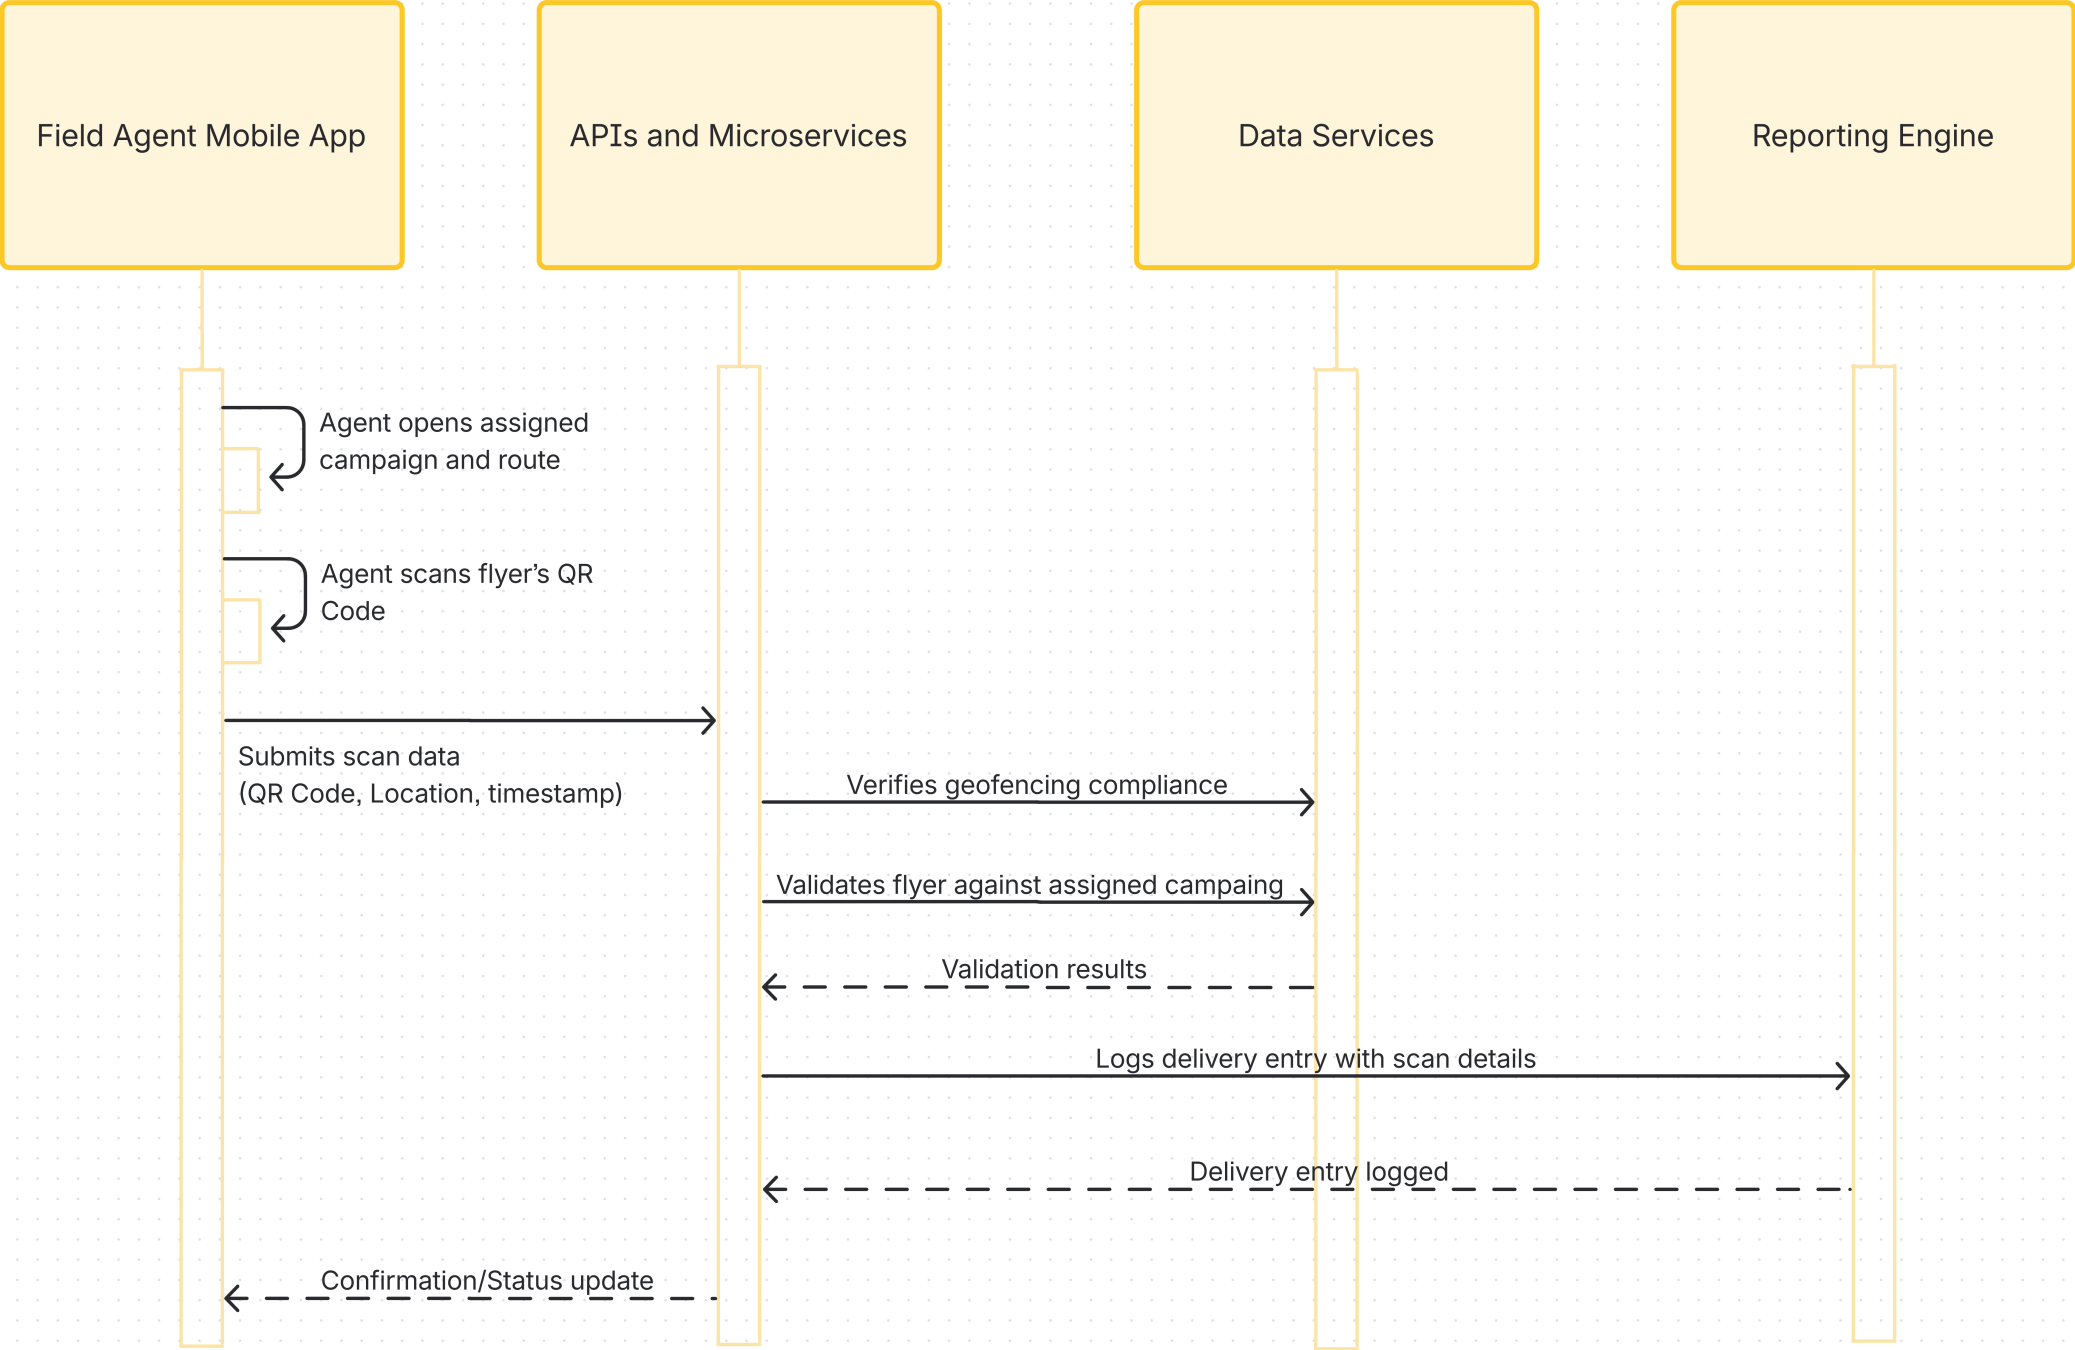 Field Agent Mobile App
APIs and Microservices
Data Services
Reporting Engine
Agent opens assigned
campaign and route
Agent scans flyer’s QR
Code
Submits scan data
(QR Code, Location, timestamp)
Verifies geofencing compliance
Validates flyer against assigned campaing
Validation results
Logs delivery entry with scan details
Delivery entry logged
Confirmation/Status update